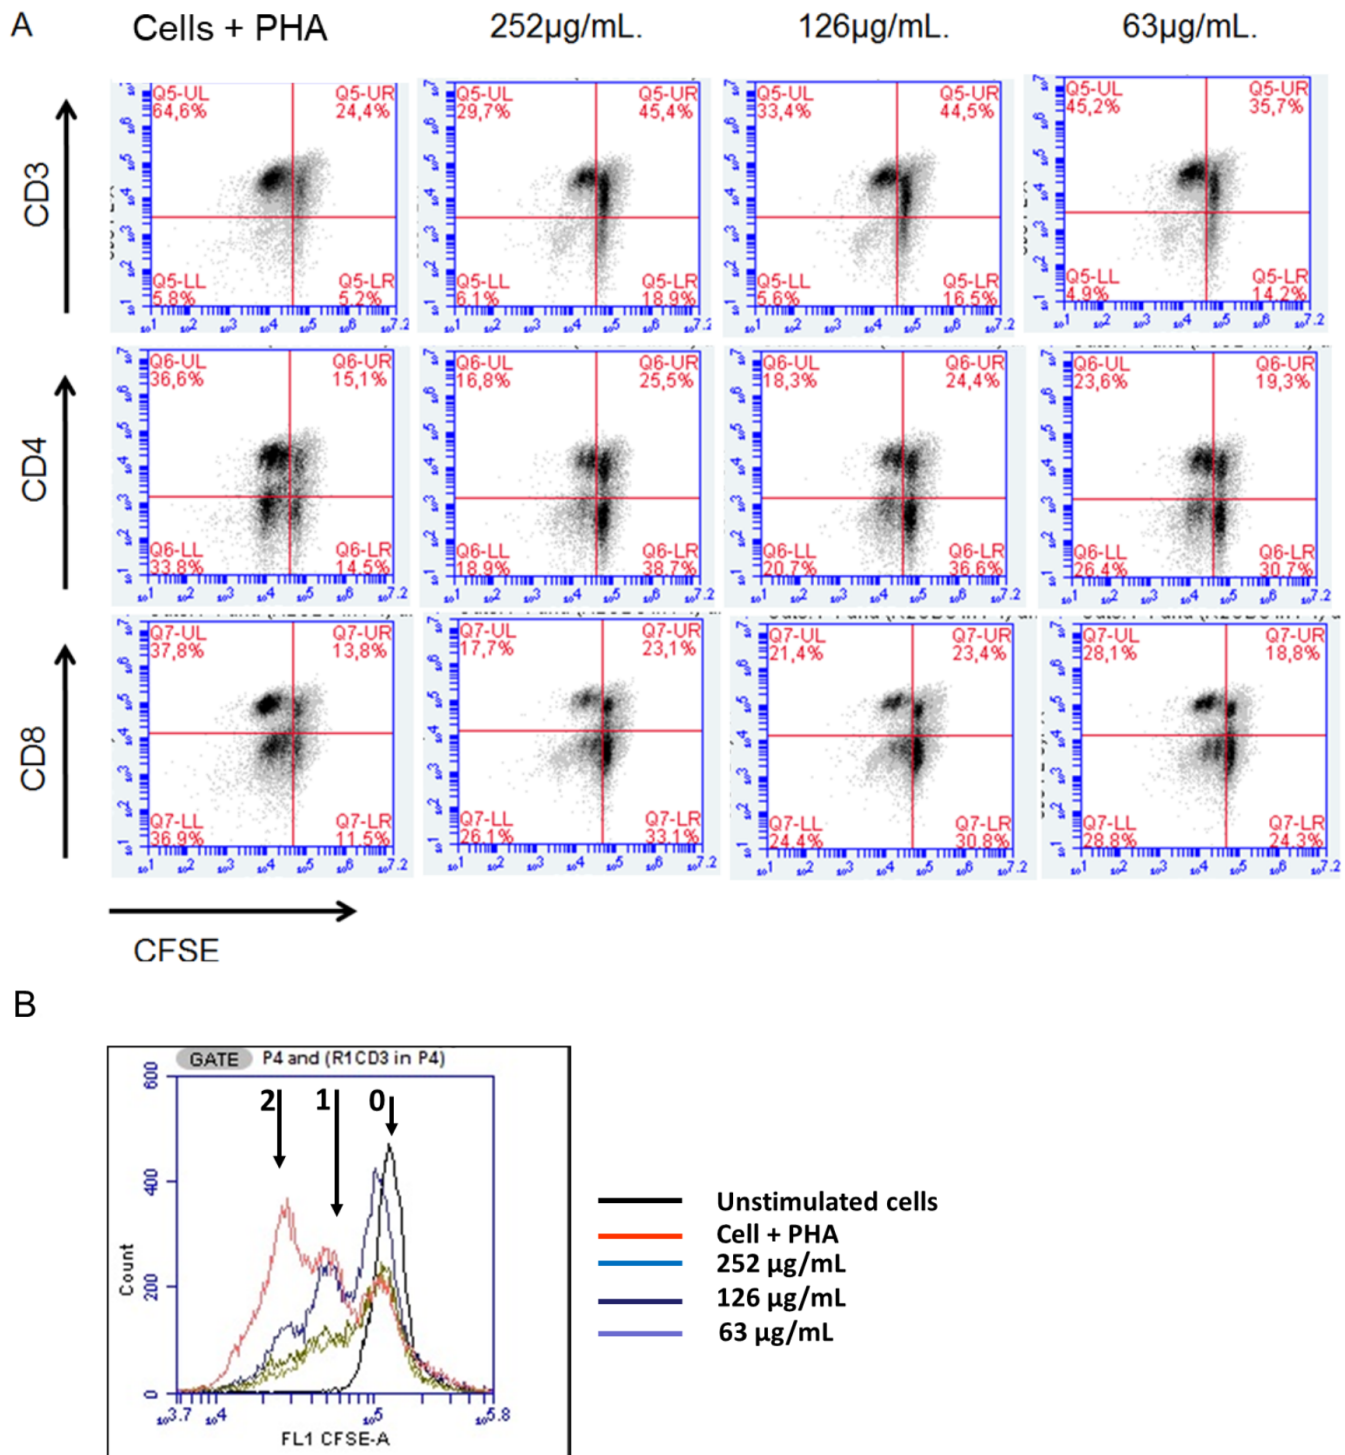 A
Cells + PHA 252µg/mL. 126µg/mL. 63µg/mL.
CD3
Q5-UL Q5-UR Q5-UL Q5-UR Q5-UL Q5-UR Q5-UL Q5-UR
64,6% 24,4% 29,7% 45,4% 33,4% 44,5% 45,2% 35,7%
Q5-LL Q5-LR Q5-LL Q5-LR Q5-LL Q5-LR Q5-LL Q5-LR
5.8% 5.2% 6.1% 18.9% 5.6% 16.5% 4.9% 14.2%
CD4
Q6-UL Q6-UR Q6-UL Q6-UR Q6-UL Q6-UR Q6-UL Q6-UR
36,6% 15,1% 16,8% 25,5% 18,3% 24,4% 23,6% 19,3%
Q6-LL Q6-LR Q6-LL Q6-LR Q6-LL Q6-LR Q6-LL Q6-LR
33.8% 14.5% 18.9% 38.7% 20.7% 36.6% 26.4% 30.7%
CD8
Q7-UL Q7-UR Q7-UL Q7-UR Q7-UL Q7-UR Q7-UL Q7-UR
37,8% 13,8% 17,7% 23,1% 21,4% 23,4% 28,1% 18,8%
Q7-LL Q7-LR Q7-LL Q7-LR Q7-LL Q7-LR Q7-LL Q7-LR
36.9% 11.5% 26.1% 33.1% 24.4% 30.8% 28.8% 24.3%
CFSE
B
GATE P4 and (R1CD3 in P4)
600
2 1 0
400
Count
200
0
10^3.7 10^4 10^5 10^5.8
FL1 CFSE-A
Unstimulated cells
Cell + PHA
252 µg/mL
126 µg/mL
63 µg/mL